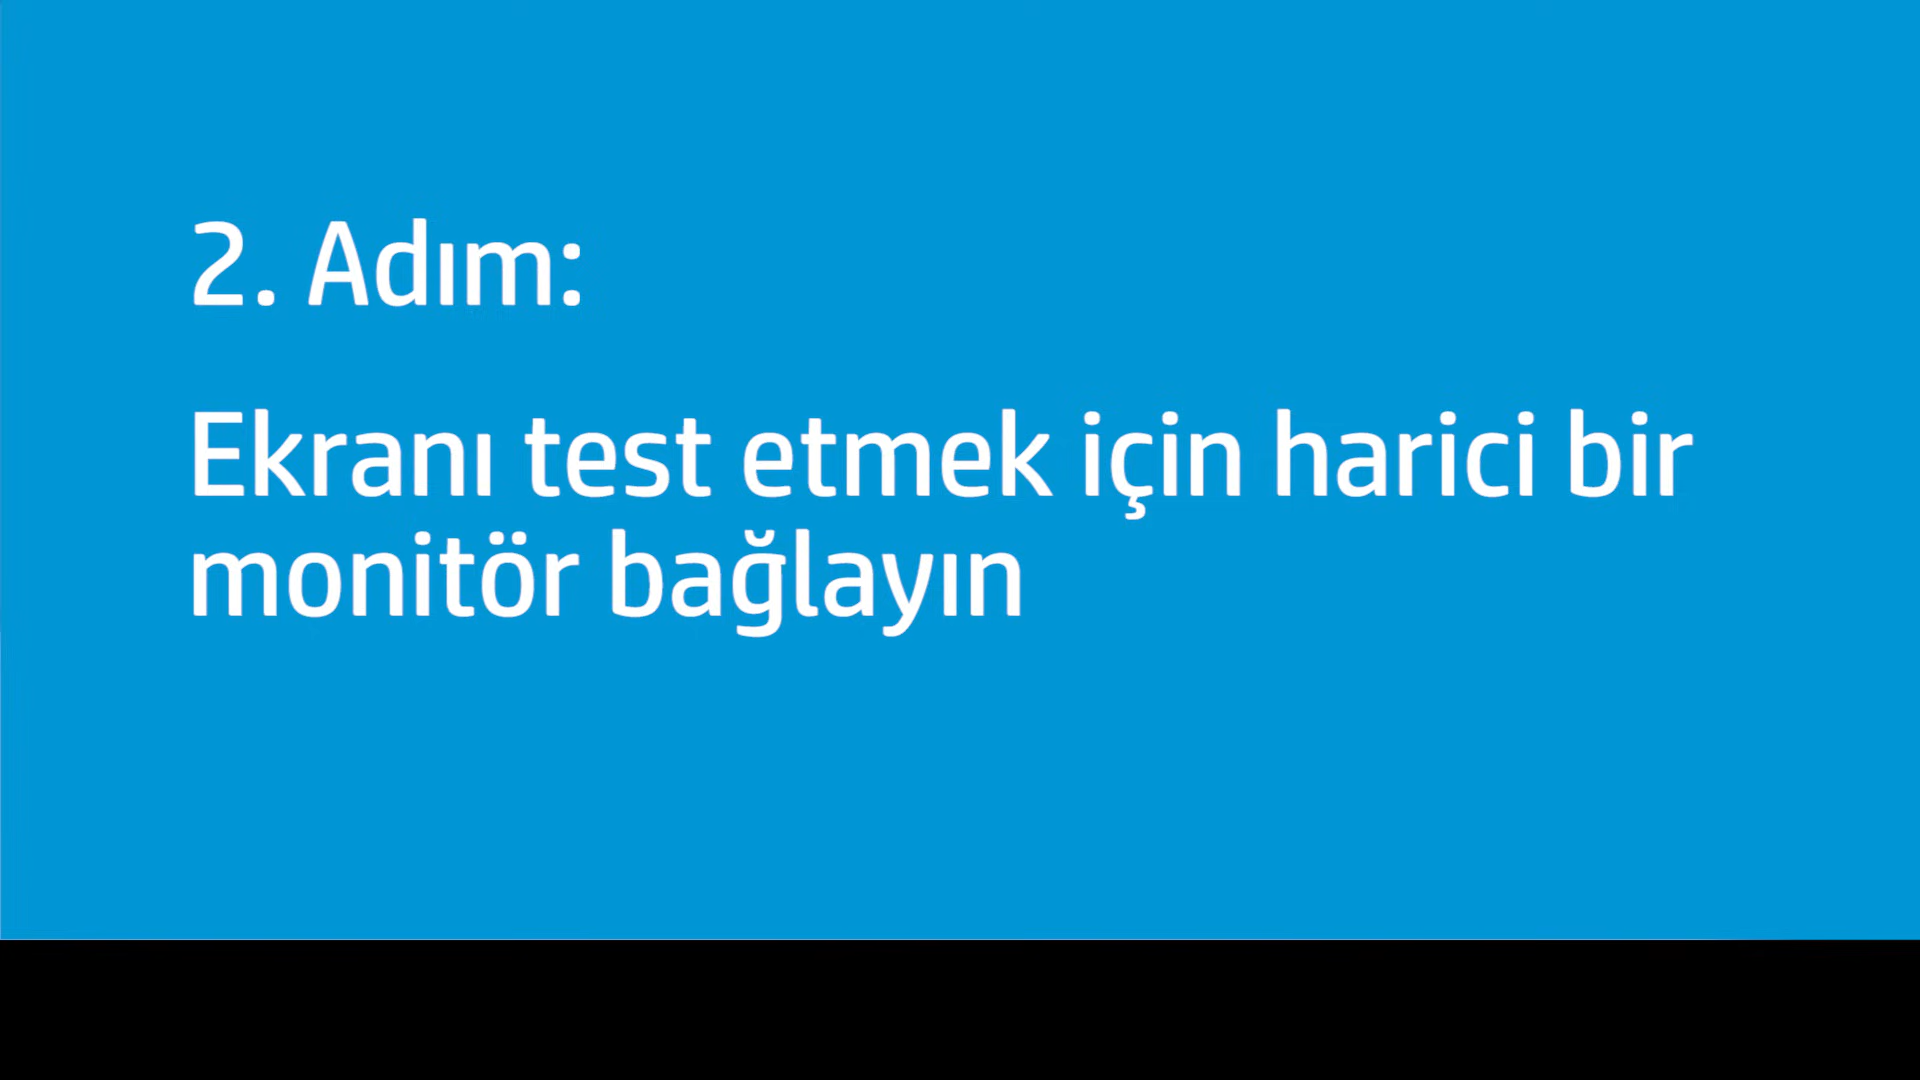 2. Adım:
Ekranı test etmek için harici bir
monitör bağlayın